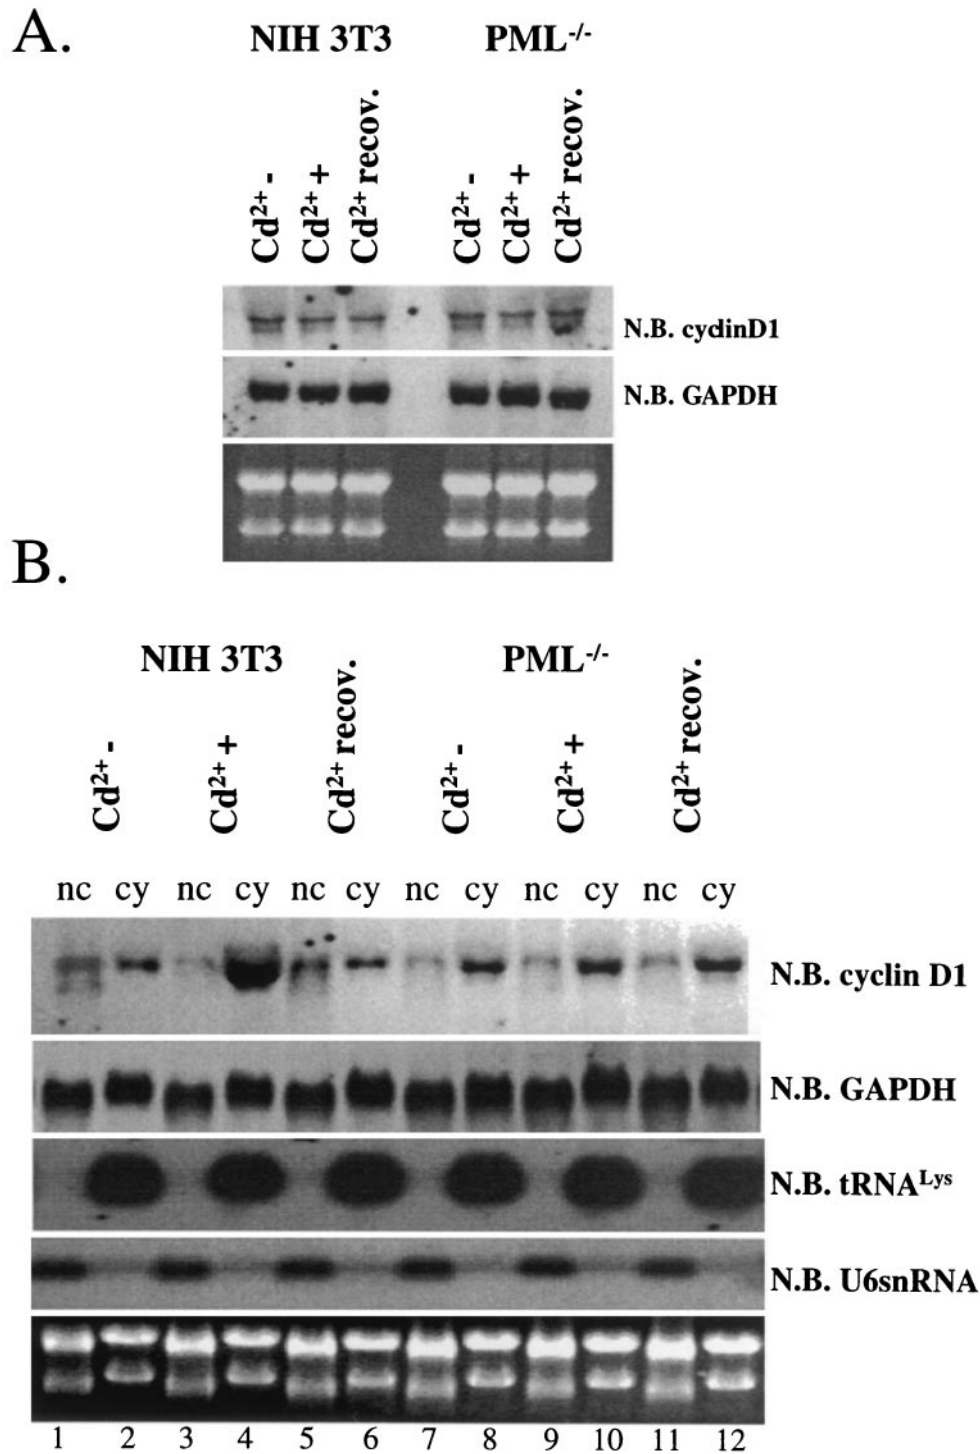 A.
NIH 3T3 PML-/-
Cd2+ - Cd2+ + Cd2+ recov. Cd2+ - Cd2+ + Cd2+ recov.
N.B. cyclinD1
N.B. GAPDH
B.
NIH 3T3 PML-/-
Cd2+ - Cd2+ + Cd2+ recov. Cd2+ - Cd2+ + Cd2+ recov.
nc cy nc cy nc cy nc cy nc cy nc cy
N.B. cyclin D1
N.B. GAPDH
N.B. tRNALys
N.B. U6snRNA
1 2 3 4 5 6 7 8 9 10 11 12